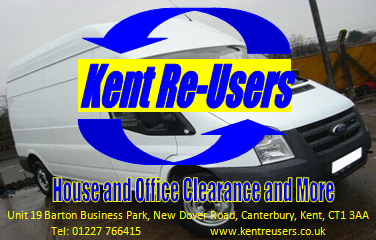 Kent Re-Users
House and Office Clearance and More
Unit 19 Barton Business Park, New Dover Road, Canterbury, Kent, CT1 3AA
Tel: 01227 766415 www.kentreusers.co.uk